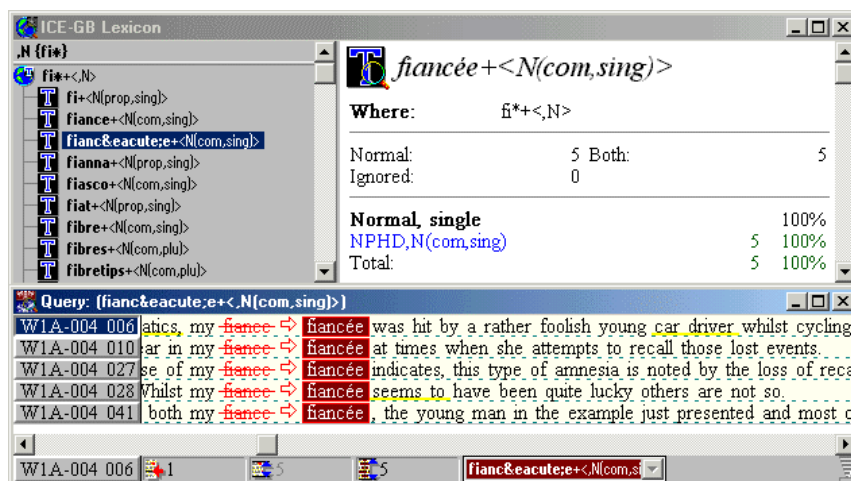 ICE-GB Lexicon
,N {fi*}
fi*+<,N>
fi+<N(prop,sing)>
fiance+<N(com,sing)>
fianc&eacute;e+<N(com,sing)>
fianna+<N(prop,sing)>
fiasco+<N(com,sing)>
fiat+<N(prop,sing)>
fibre+<N(com,sing)>
fibres+<N(com,plu)>
fibretips+<N(com,plu)>
fiancée+<N(com,sing)>
Where: fi*+<,N>
Normal: 5 Both: 5
Ignored: 0
Normal, single 100%
NPHD,N(com,sing) 5 100%
Total: 5 100%
Query: (fianc&eacute;e+<,N(com,sing)>)
W1A-004 006 atics, my fiance ⇨ fiancée was hit by a rather foolish young car driver whilst cycling
W1A-004 010 ear in my fiance ⇨ fiancée at times when she attempts to recall those lost events.
W1A-004 027 se of my fiance ⇨ fiancée indicates, this type of amnesia is noted by the loss of reca
W1A-004 028 Whilst my fiance ⇨ fiancée seems to have been quite lucky others are not so.
W1A-004 041 both my fiance ⇨ fiancée , the young man in the example just presented and most o
W1A-004 006 1 5 5 fianc&eacute;e+<,N(com,si